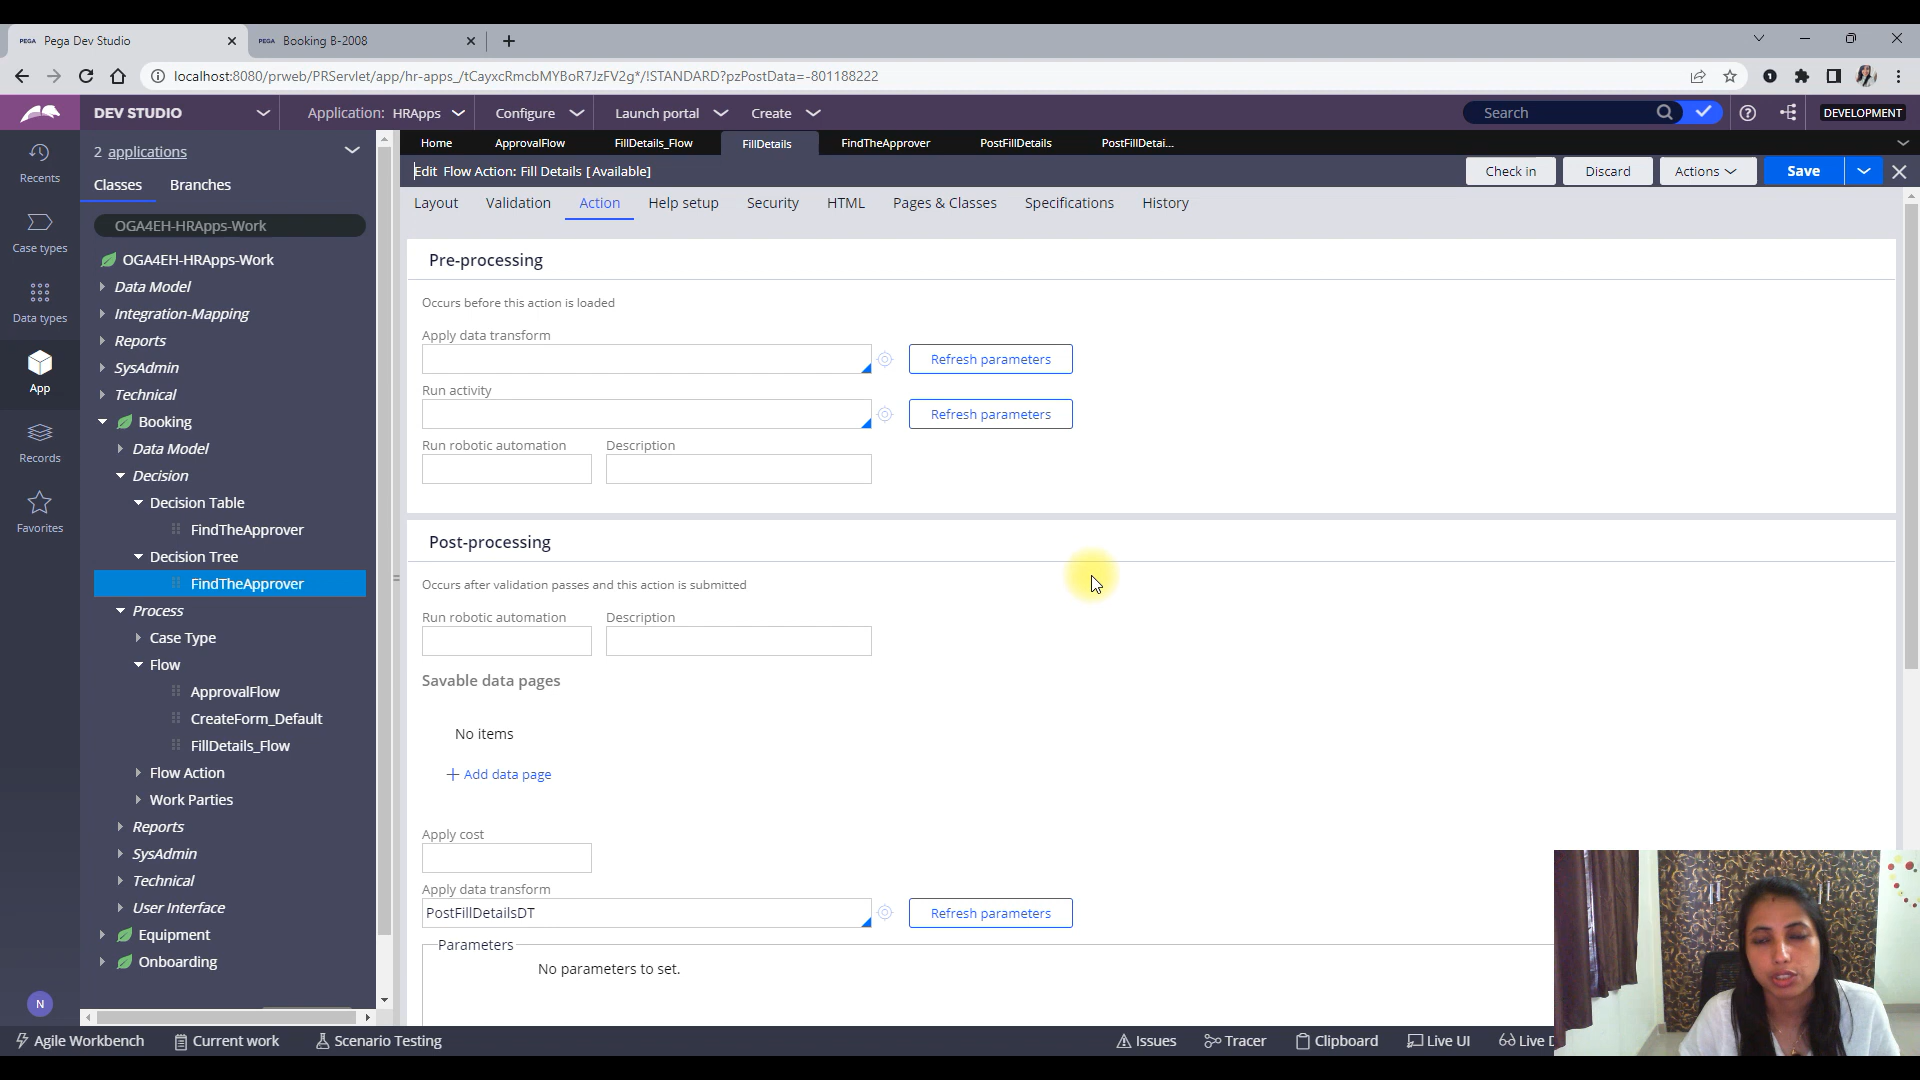 PEGA Pega Dev Studio
PEGA Booking B-2008
localhost:8080/prweb/PRServlet/app/hr-apps_/tCayxcRmcbMYBoR7JzFV2g*/!STANDARD?pzPostData=-801188222
DEV STUDIO
Application: HRApps
Configure
Launch portal
Create
Search
DEVELOPMENT
Recents
Case types
Data types
App
Records
Favorites
N
2 applications
Classes
Branches
OGA4EH-HRApps-Work
OGA4EH-HRApps-Work
Data Model
Integration-Mapping
Reports
SysAdmin
Technical
Booking
Data Model
Decision
Decision Table
FindTheApprover
Decision Tree
FindTheApprover
Process
Case Type
Flow
ApprovalFlow
CreateForm_Default
FillDetails_Flow
Flow Action
Work Parties
Reports
SysAdmin
Technical
User Interface
Equipment
Onboarding
Home
ApprovalFlow
FillDetails_Flow
FillDetails
FindTheApprover
PostFillDetails
PostFillDetai...
Edit Flow Action: Fill Details [Available]
Check in
Discard
Actions
Save
Layout
Validation
Action
Help setup
Security
HTML
Pages & Classes
Specifications
History
Pre-processing
Occurs before this action is loaded
Apply data transform
Refresh parameters
Run activity
Refresh parameters
Run robotic automation
Description
Post-processing
Occurs after validation passes and this action is submitted
Run robotic automation
Description
Savable data pages
No items
Add data page
Apply cost
Apply data transform
PostFillDetailsDT
Refresh parameters
Parameters
No parameters to set.
Agile Workbench
Current work
Scenario Testing
Issues
Tracer
Clipboard
Live UI
Live D